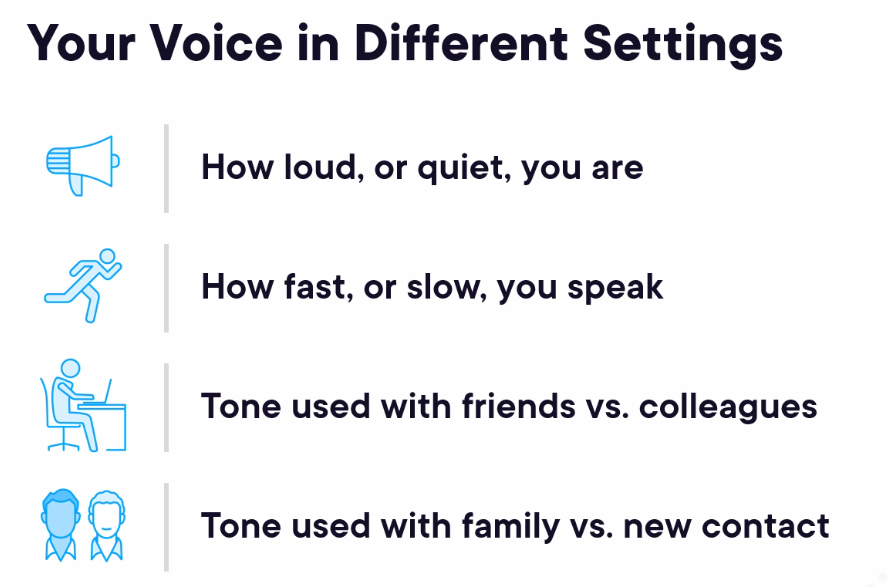 Your Voice in Different Settings
How loud, or quiet, you are
How fast, or slow, you speak
Tone used with friends vs. colleagues
Tone used with family vs. new contact